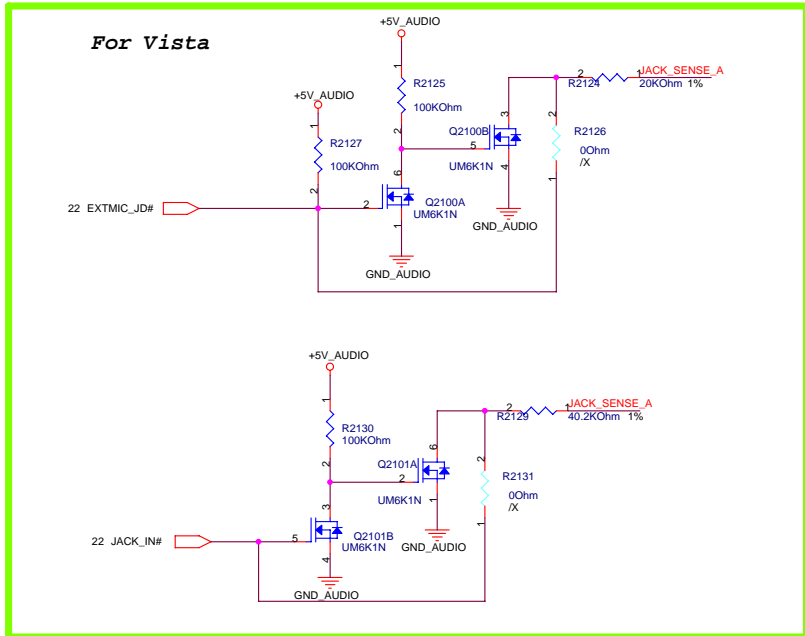 For Vista
+5V_AUDIO
1
R2125
100KOhm
2
+5V_AUDIO
1
R2127
100KOhm
2
Q2100B
3
5
UM6K1N
4
GND_AUDIO
2
R2124
1
JACK_SENSE_A
20KOhm 1%
2
R2126
0Ohm
/X
1
22 EXTMIC_JD#
6
2
Q2100A
UM6K1N
1
GND_AUDIO
+5V_AUDIO
1
R2130
100KOhm
2
Q2101A
6
2
UM6K1N
1
GND_AUDIO
2
R2129
1
JACK_SENSE_A
40.2KOhm 1%
2
R2131
0Ohm
/X
1
22 JACK_IN#
3
5
Q2101B
UM6K1N
4
GND_AUDIO